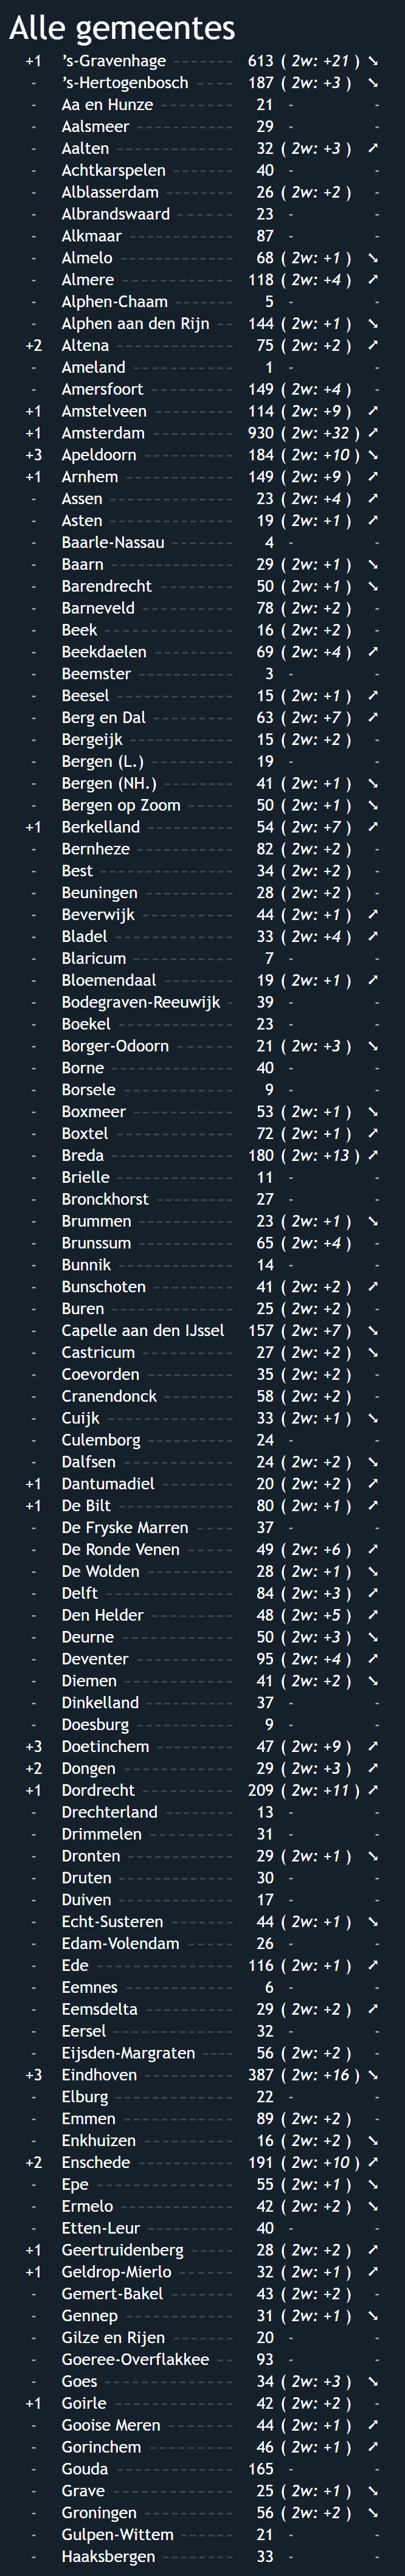 Alle gemeentes
+1 ’s-Gravenhage 613 ( 2w: +21 ) ➘
- ’s-Hertogenbosch 187 ( 2w: +3 ) ➘
- Aa en Hunze 21 - -
- Aalsmeer 29 - -
- Aalten 32 ( 2w: +3 ) ➚
- Achtkarspelen 40 - -
- Alblasserdam 26 ( 2w: +2 ) -
- Albrandswaard 23 - -
- Alkmaar 87 - -
- Almelo 68 ( 2w: +1 ) ➘
- Almere 118 ( 2w: +4 ) ➚
- Alphen-Chaam 5 - -
- Alphen aan den Rijn 144 ( 2w: +1 ) ➘
+2 Altena 75 ( 2w: +2 ) ➚
- Ameland 1 - -
- Amersfoort 149 ( 2w: +4 ) -
+1 Amstelveen 114 ( 2w: +9 ) ➚
+1 Amsterdam 930 ( 2w: +32 ) ➚
+3 Apeldoorn 184 ( 2w: +10 ) ➘
+1 Arnhem 149 ( 2w: +9 ) ➚
- Assen 23 ( 2w: +4 ) ➚
- Asten 19 ( 2w: +1 ) ➚
- Baarle-Nassau 4 - -
- Baarn 29 ( 2w: +1 ) ➘
- Barendrecht 50 ( 2w: +1 ) ➘
- Barneveld 78 ( 2w: +2 ) -
- Beek 16 ( 2w: +2 ) -
- Beekdaelen 69 ( 2w: +4 ) ➚
- Beemster 3 - -
- Beesel 15 ( 2w: +1 ) ➚
- Berg en Dal 63 ( 2w: +7 ) ➚
- Bergeijk 15 ( 2w: +2 ) -
- Bergen (L.) 19 - -
- Bergen (NH.) 41 ( 2w: +1 ) ➘
- Bergen op Zoom 50 ( 2w: +1 ) ➘
+1 Berkelland 54 ( 2w: +7 ) ➚
- Bernheze 82 ( 2w: +2 ) -
- Best 34 ( 2w: +2 ) -
- Beuningen 28 ( 2w: +2 ) -
- Beverwijk 44 ( 2w: +1 ) ➚
- Bladel 33 ( 2w: +4 ) ➚
- Blaricum 7 - -
- Bloemendaal 19 ( 2w: +1 ) ➚
- Bodegraven-Reeuwijk 39 - -
- Boekel 23 - -
- Borger-Odoorn 21 ( 2w: +3 ) ➘
- Borne 40 - -
- Borsele 9 - -
- Boxmeer 53 ( 2w: +1 ) ➘
- Boxtel 72 ( 2w: +1 ) ➚
- Breda 180 ( 2w: +13 ) ➚
- Brielle 11 - -
- Bronckhorst 27 - -
- Brummen 23 ( 2w: +1 ) ➘
- Brunssum 65 ( 2w: +4 ) -
- Bunnik 14 - -
- Bunschoten 41 ( 2w: +2 ) ➚
- Buren 25 ( 2w: +2 ) -
- Capelle aan den IJssel 157 ( 2w: +7 ) ➘
- Castricum 27 ( 2w: +2 ) ➘
- Coevorden 35 ( 2w: +2 ) -
- Cranendonck 58 ( 2w: +2 ) -
- Cuijk 33 ( 2w: +1 ) ➘
- Culemborg 24 - -
- Dalfsen 24 ( 2w: +2 ) ➘
+1 Dantumadiel 20 ( 2w: +2 ) ➚
+1 De Bilt 80 ( 2w: +1 ) ➚
- De Fryske Marren 37 - -
- De Ronde Venen 49 ( 2w: +6 ) ➚
- De Wolden 28 ( 2w: +1 ) ➘
- Delft 84 ( 2w: +3 ) ➚
- Den Helder 48 ( 2w: +5 ) ➚
- Deurne 50 ( 2w: +3 ) ➘
- Deventer 95 ( 2w: +4 ) ➚
- Diemen 41 ( 2w: +2 ) ➘
- Dinkelland 37 - -
- Doesburg 9 - -
+3 Doetinchem 47 ( 2w: +9 ) ➚
+2 Dongen 29 ( 2w: +3 ) ➚
+1 Dordrecht 209 ( 2w: +11 ) ➚
- Drechterland 13 - -
- Drimmelen 31 - -
- Dronten 29 ( 2w: +1 ) ➘
- Druten 30 - -
- Duiven 17 - -
- Echt-Susteren 44 ( 2w: +1 ) ➘
- Edam-Volendam 26 - -
- Ede 116 ( 2w: +1 ) ➚
- Eemnes 6 - -
- Eemsdelta 29 ( 2w: +2 ) ➚
- Eersel 32 - -
- Eijsden-Margraten 56 ( 2w: +2 ) -
+3 Eindhoven 387 ( 2w: +16 ) ➘
- Elburg 22 - -
- Emmen 89 ( 2w: +2 ) -
- Enkhuizen 16 ( 2w: +2 ) ➘
+2 Enschede 191 ( 2w: +10 ) ➚
- Epe 55 ( 2w: +1 ) ➘
- Ermelo 42 ( 2w: +2 ) ➘
- Etten-Leur 40 - -
+1 Geertruidenberg 28 ( 2w: +2 ) ➚
+1 Geldrop-Mierlo 32 ( 2w: +1 ) ➚
- Gemert-Bakel 43 ( 2w: +2 ) -
- Gennep 31 ( 2w: +1 ) ➘
- Gilze en Rijen 20 - -
- Goeree-Overflakkee 93 - -
- Goes 34 ( 2w: +3 ) ➘
+1 Goirle 42 ( 2w: +2 ) -
- Gooise Meren 44 ( 2w: +1 ) ➚
- Gorinchem 46 ( 2w: +1 ) ➚
- Gouda 165 - -
- Grave 25 ( 2w: +1 ) ➘
- Groningen 56 ( 2w: +2 ) ➘
- Gulpen-Wittem 21 - -
- Haaksbergen 33 - -